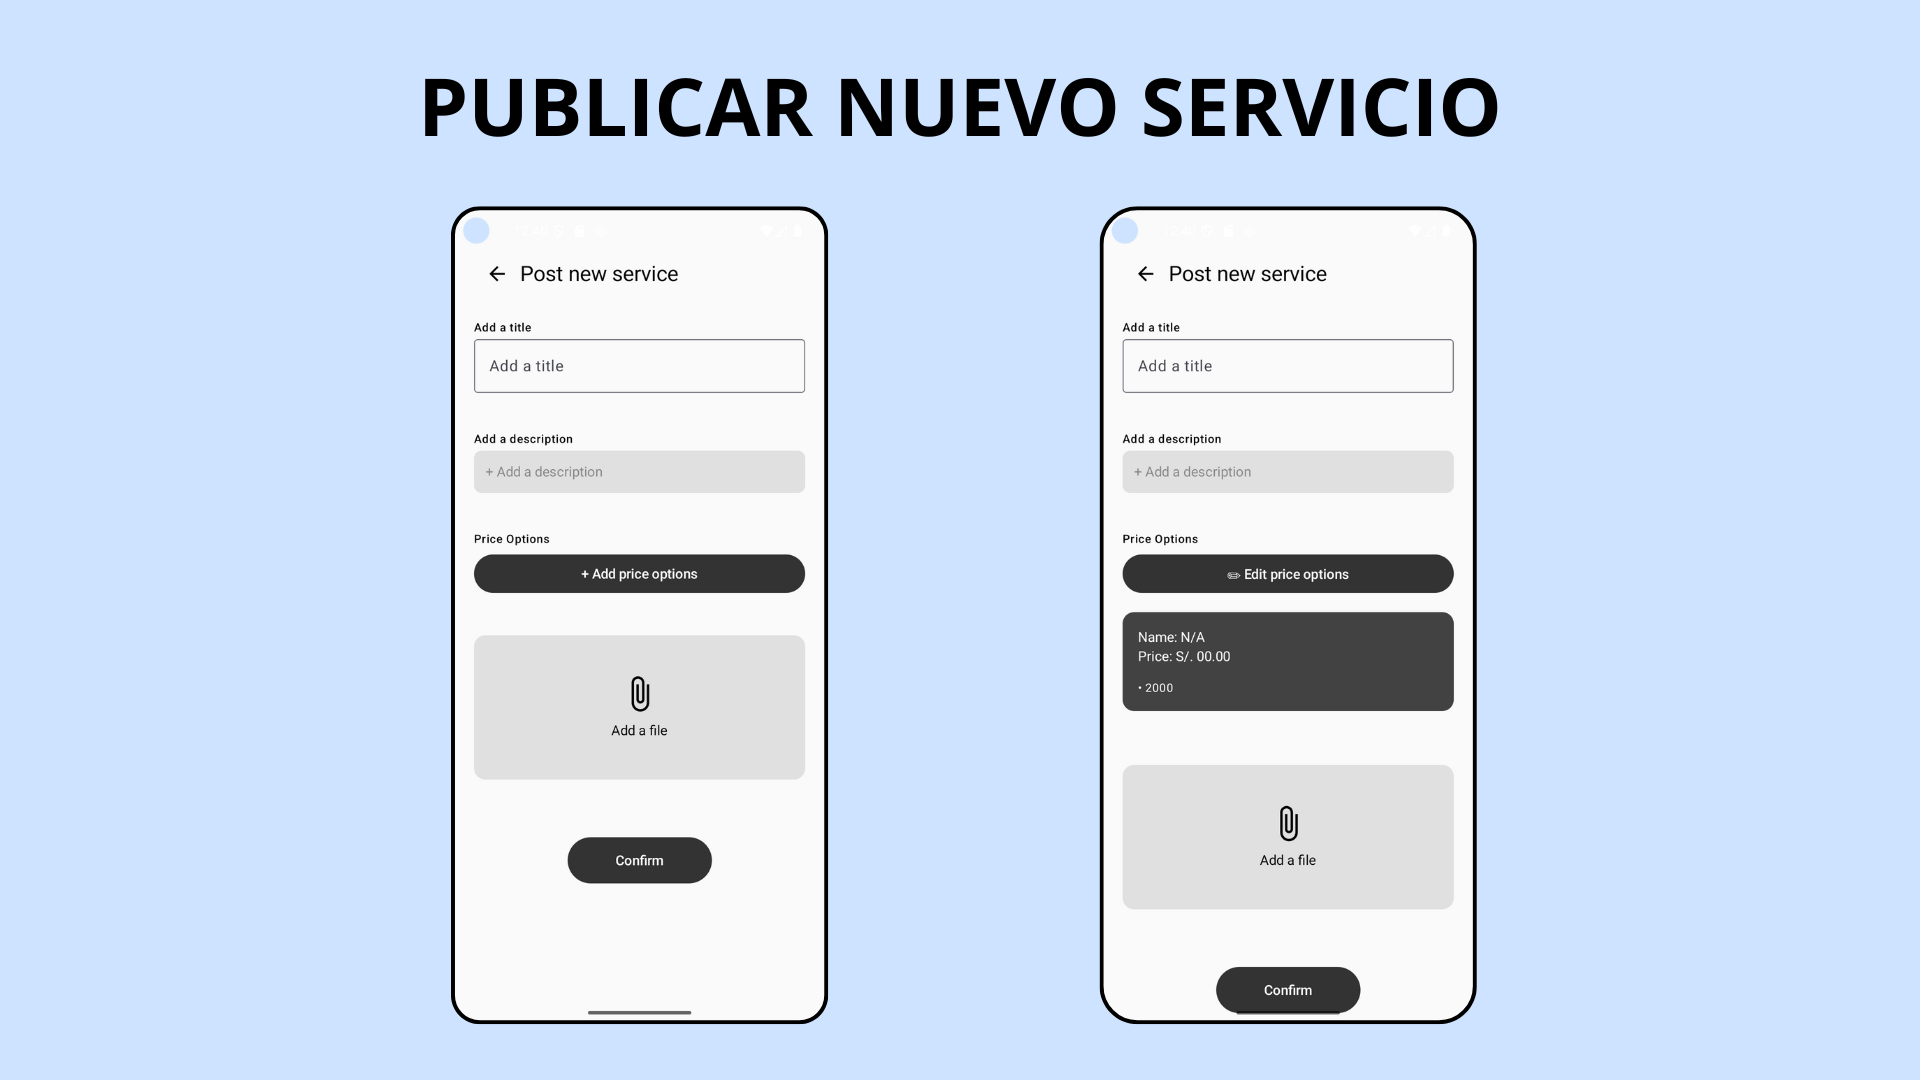 PUBLICAR NUEVO SERVICIO
Post new service
Add a title
Add a title
Add a description
+ Add a description
Price Options
+ Add price options
Add a file
Confirm
Post new service
Add a title
Add a title
Add a description
+ Add a description
Price Options
✏ Edit price options
Name: N/A
Price: S/. 00.00
• 2000
Add a file
Confirm